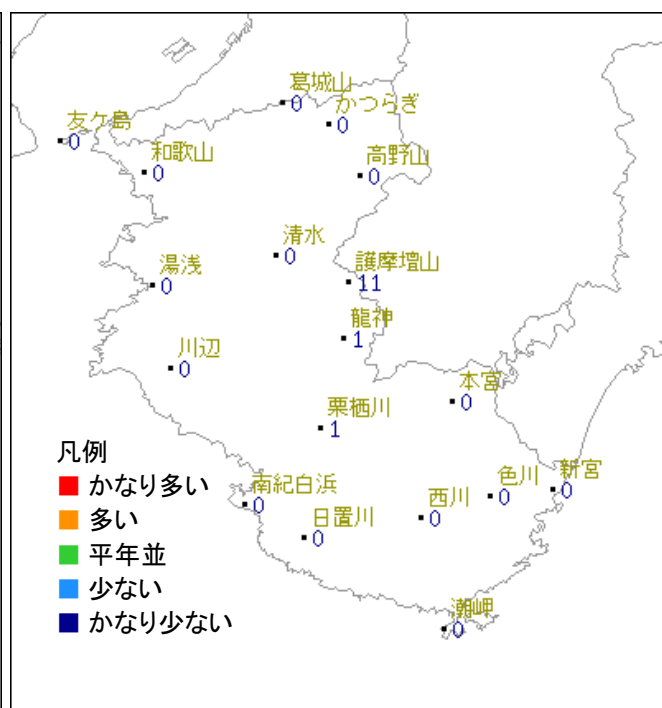 葛城山
0
かつらぎ
0
友ケ島
0
和歌山
0
高野山
0
清水
0
護摩壇山
11
湯浅
0
龍神
1
川辺
0
本宮
0
栗栖川
1
凡例
かなり多い
多い
平年並
少ない
かなり少ない
南紀白浜
0
日置川
0
西川
0
色川
0
新宮
0
潮岬
0